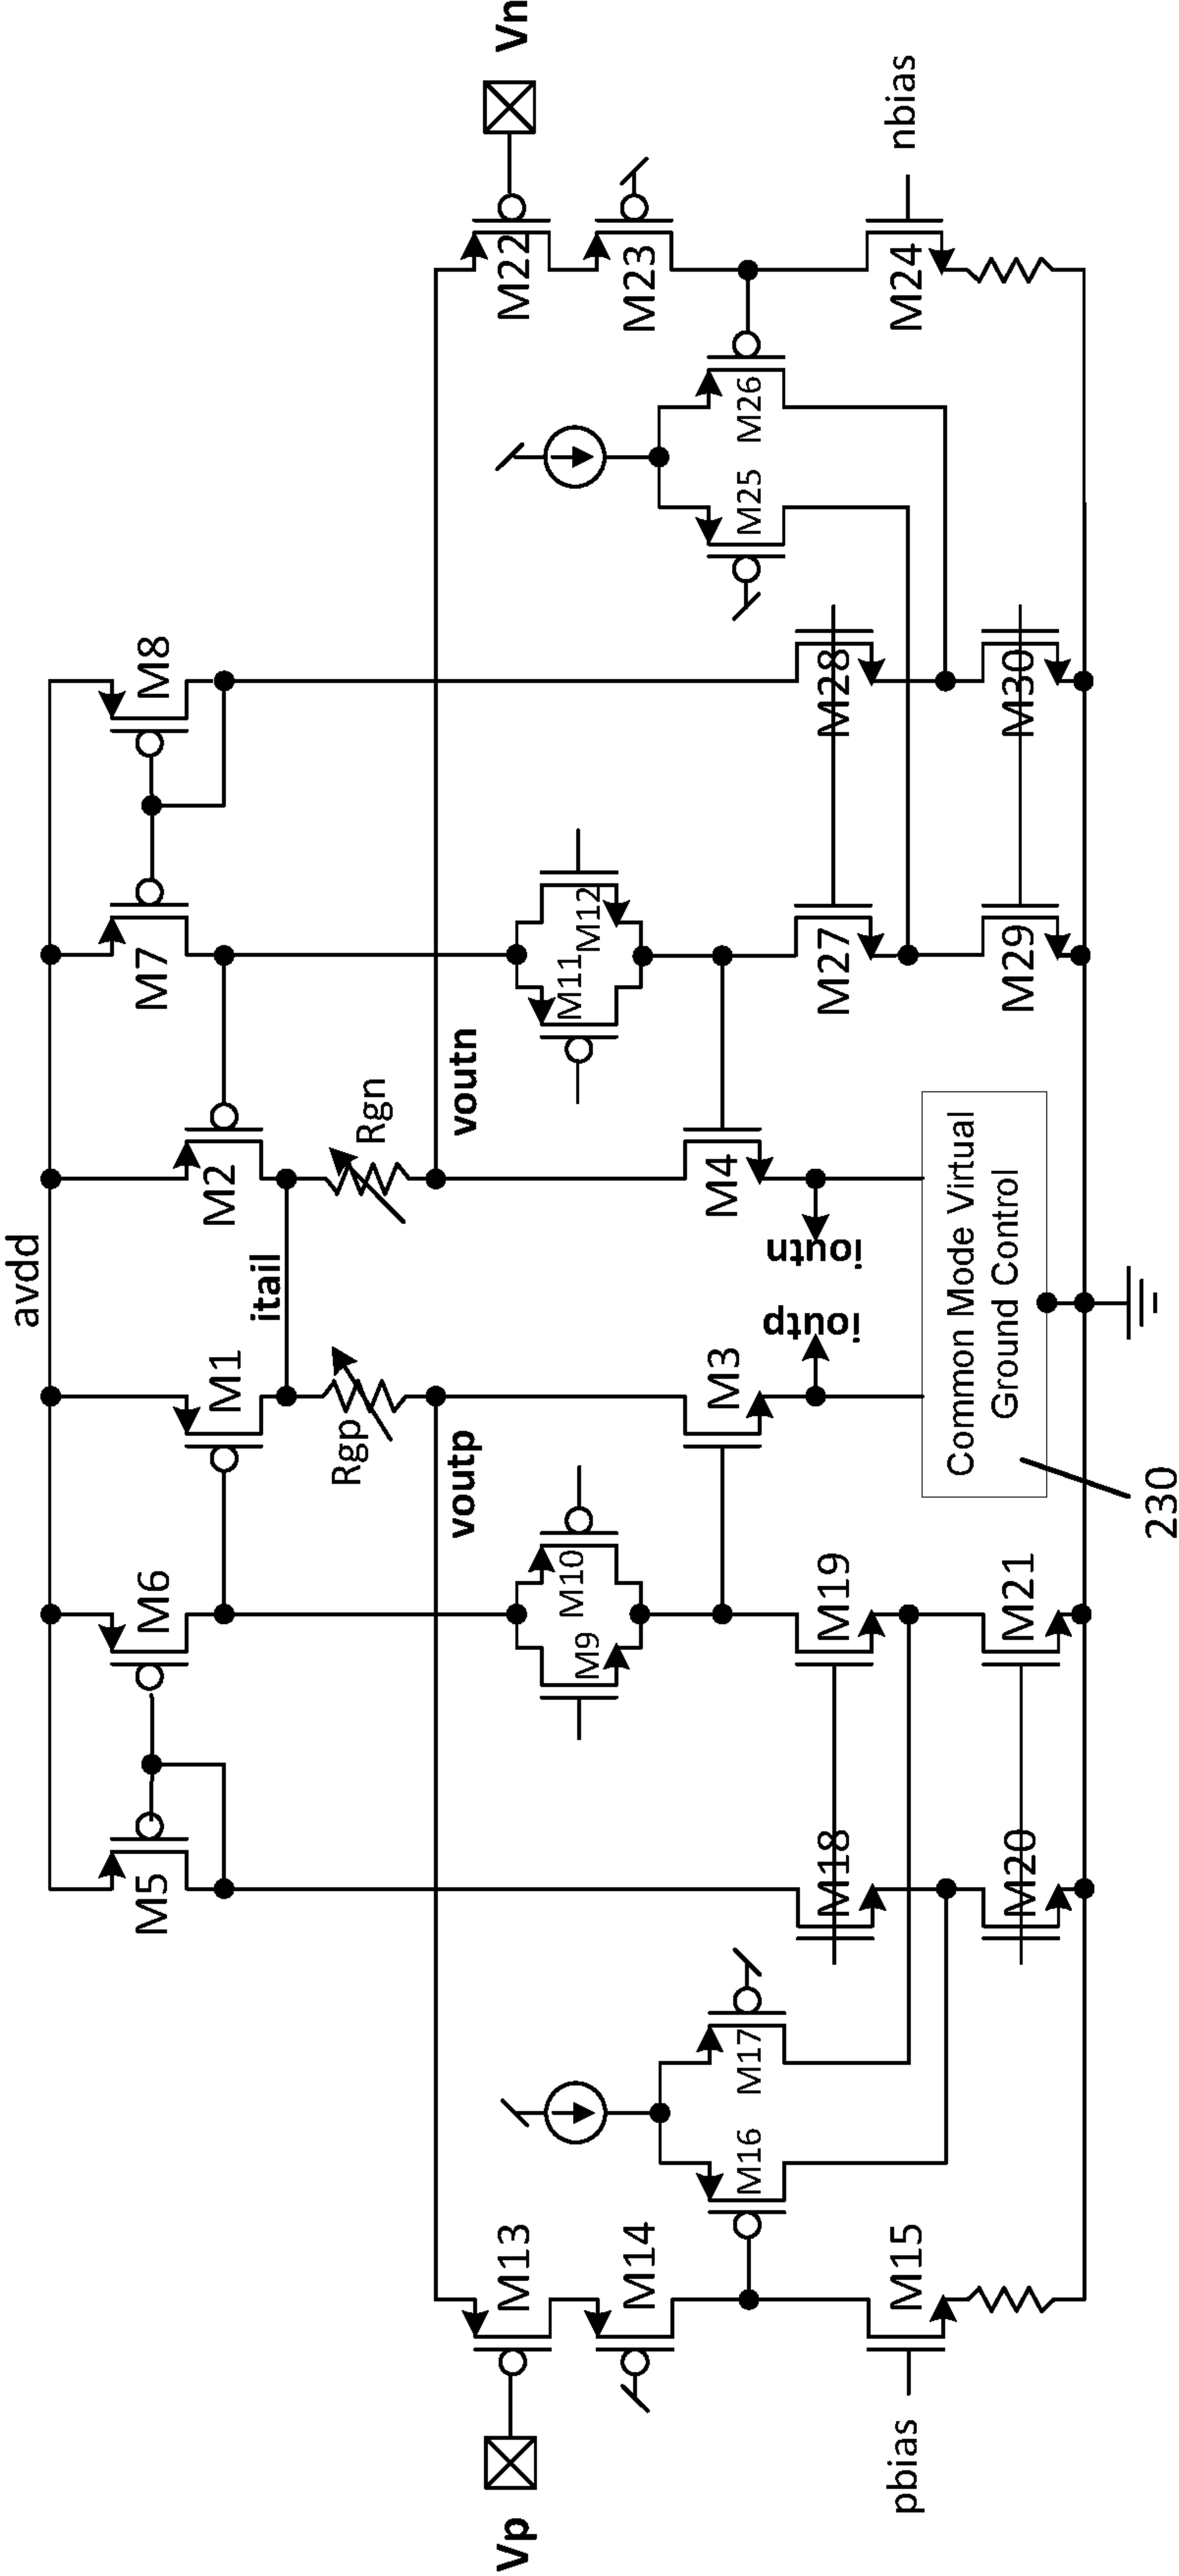 avdd
M5
M6
M1
M2
M7
M8
itail
Rgp
Rgn
voutp
voutn
Vp
Vn
M13
M22
M14
M23
M9
M10
M11
M12
M16
M17
M25
M26
M3
M4
ioutp
ioutn
M18
M19
M27
M28
pbias
nbias
M15
M24
Common Mode Virtual
Ground Control
M20
M21
M29
M30
230